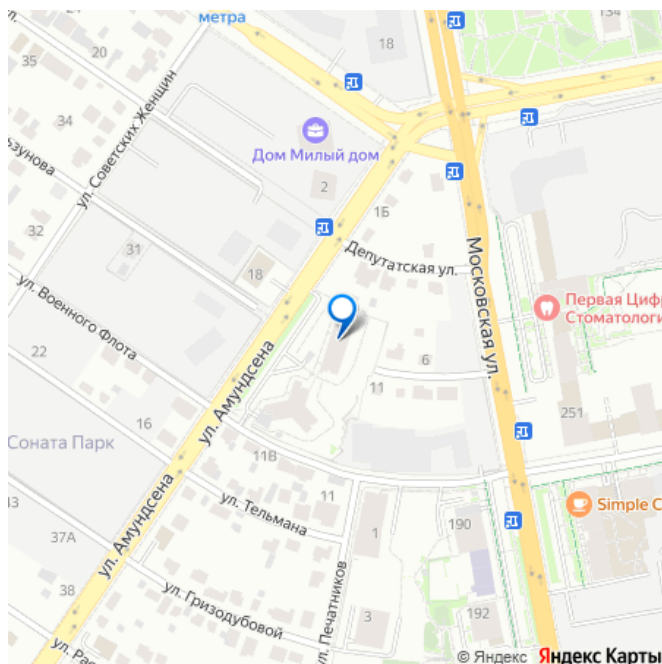 метра
134
20
18
35
34
ул. Советских Женщин
Дом Милый дом
2
1Б
32
31
18
Депутатская ул.
Московская ул.
ул. Военного Флота
Первая Циф
Стоматологи
22
6
11
ул. Амундсена
251
16
Соната Парк
11В
11
Simple C
ул. Тельмана
43
37А
1
190
ул. Амундсена
38
ул. Гризодубовой
ул. Печатников
3
192
© Яндекс Яндекс Карты